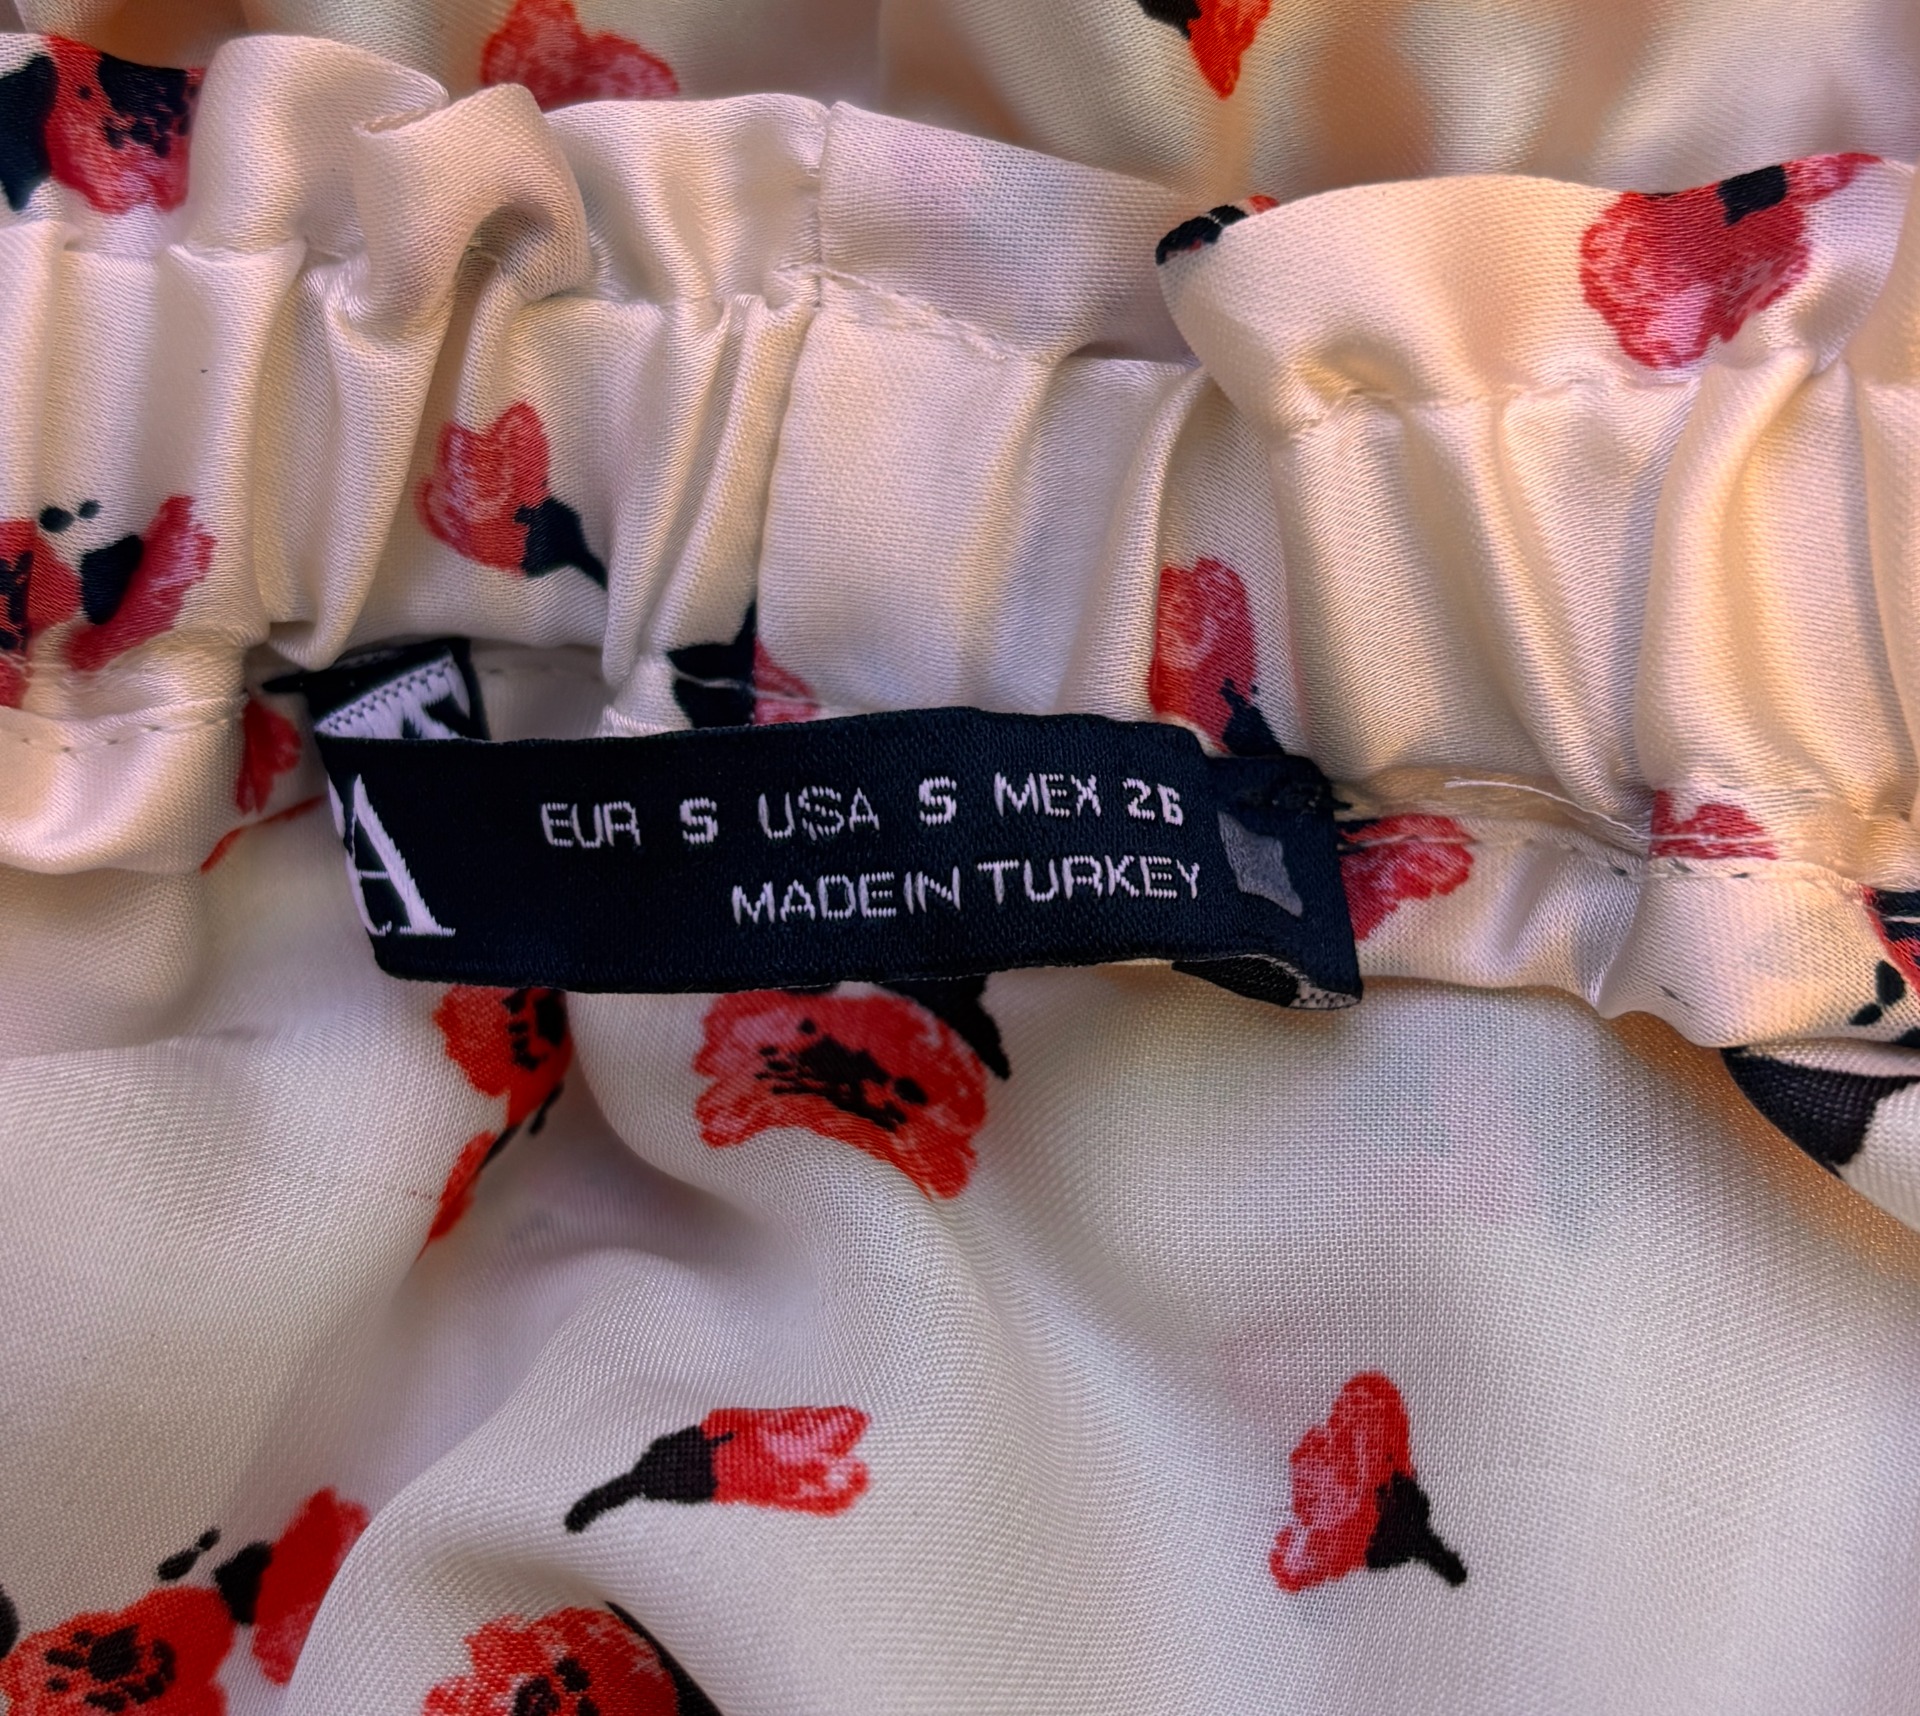 A
EUR S USA S MEX 26
MADE IN TURKEY